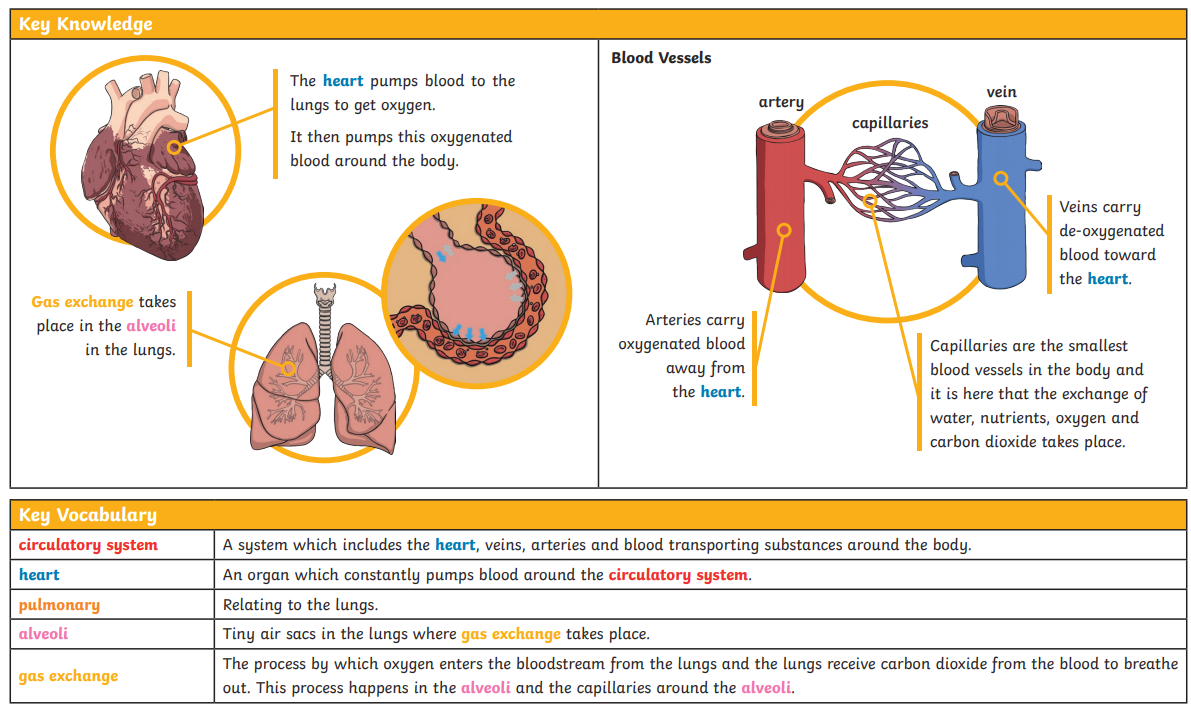 Key Knowledge
The heart pumps blood to the
lungs to get oxygen.
It then pumps this oxygenated
blood around the body.
Gas exchange takes
place in the alveoli
in the lungs.
Blood Vessels
artery
capillaries
vein
Veins carry
de-oxygenated
blood toward
the heart.
Arteries carry
oxygenated blood
away from
the heart.
Capillaries are the smallest
blood vessels in the body and
it is here that the exchange of
water, nutrients, oxygen and
carbon dioxide takes place.
Key Vocabulary
circulatory system
A system which includes the heart, veins, arteries and blood transporting substances around the body.
heart
An organ which constantly pumps blood around the circulatory system.
pulmonary
Relating to the lungs.
alveoli
Tiny air sacs in the lungs where gas exchange takes place.
gas exchange
The process by which oxygen enters the bloodstream from the lungs and the lungs receive carbon dioxide from the blood to breathe
out. This process happens in the alveoli and the capillaries around the alveoli.